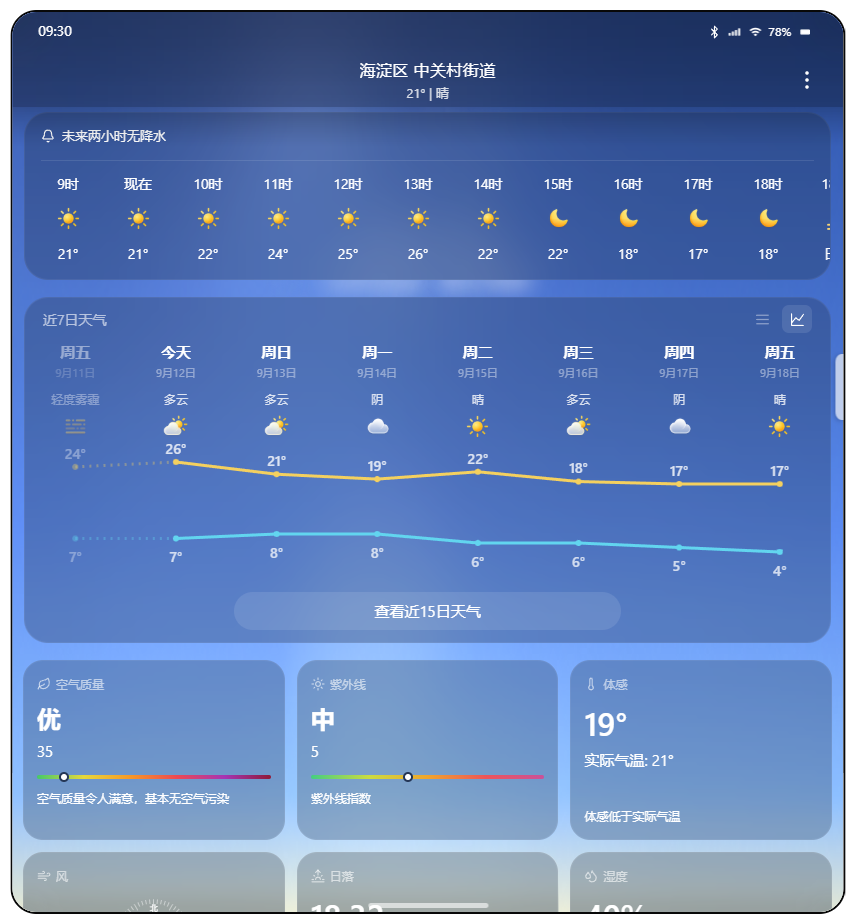 09:30 78%
海淀区 中关村街道
21° | 晴
未来两小时无降水
9时 现在 10时 11时 12时 13时 14时 15时 16时 17时 18时
21° 21° 22° 24° 25° 26° 22° 22° 18° 17° 18°
近7日天气
周五 今天 周日 周一 周二 周三 周四 周五
9月11日 9月12日 9月13日 9月14日 9月15日 9月16日 9月17日 9月18日
轻度雾霾 多云 多云 阴 晴 多云 阴 晴
24° 26° 21° 19° 22° 18° 17° 17°
7° 7° 8° 8° 6° 6° 5° 4°
查看近15日天气
空气质量
优
35
空气质量令人满意，基本无空气污染
紫外线
中
5
紫外线指数
体感
19°
实际气温: 21°
体感低于实际气温
风
北
日落
湿度